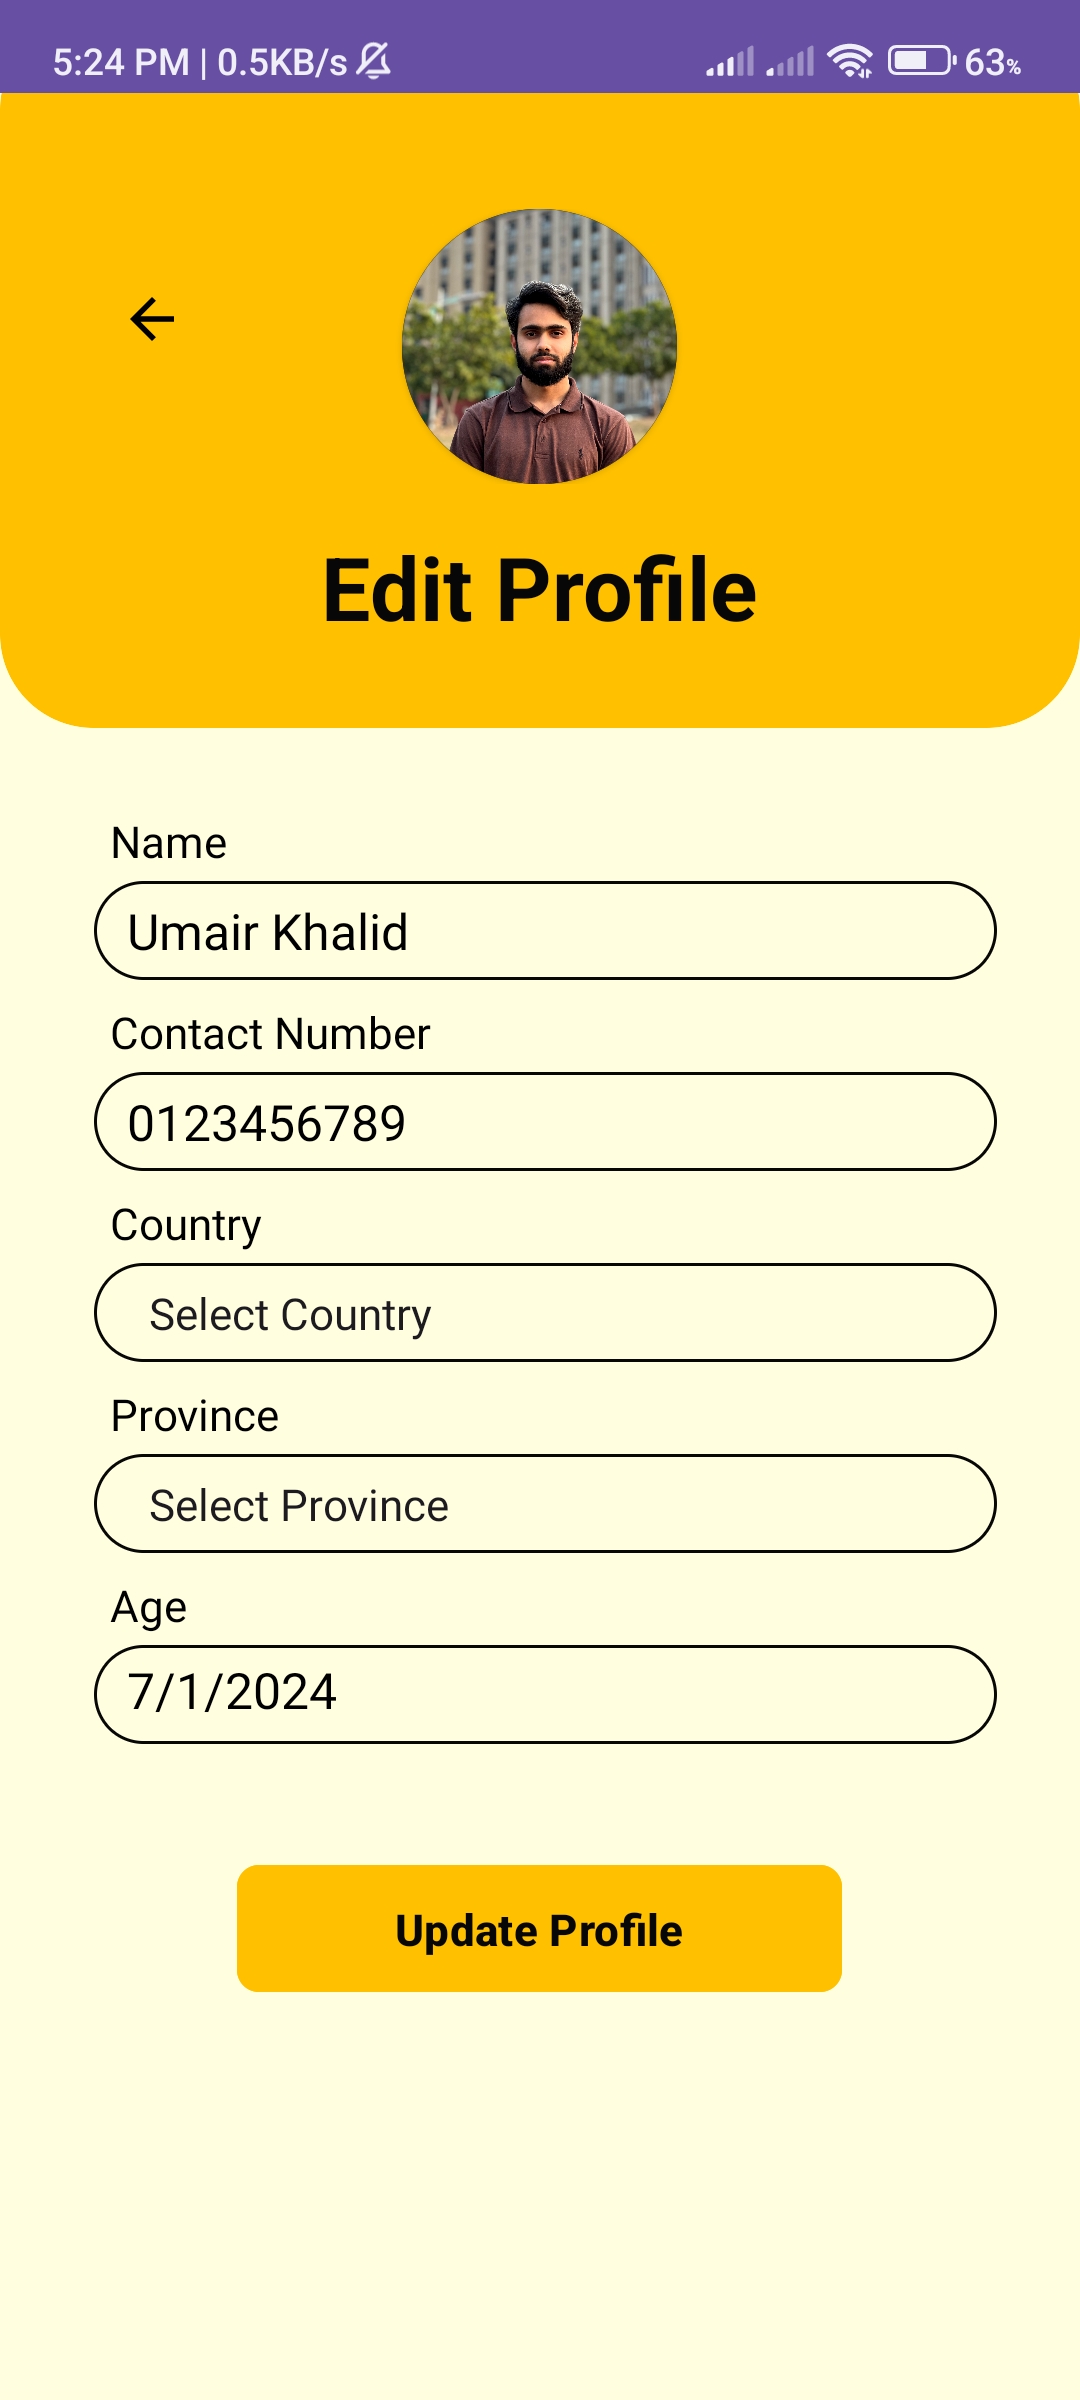 5:24 PM | 0.5KB/s 63%
Edit Profile
Name
Umair Khalid
Contact Number
0123456789
Country
Select Country
Province
Select Province
Age
7/1/2024
Update Profile